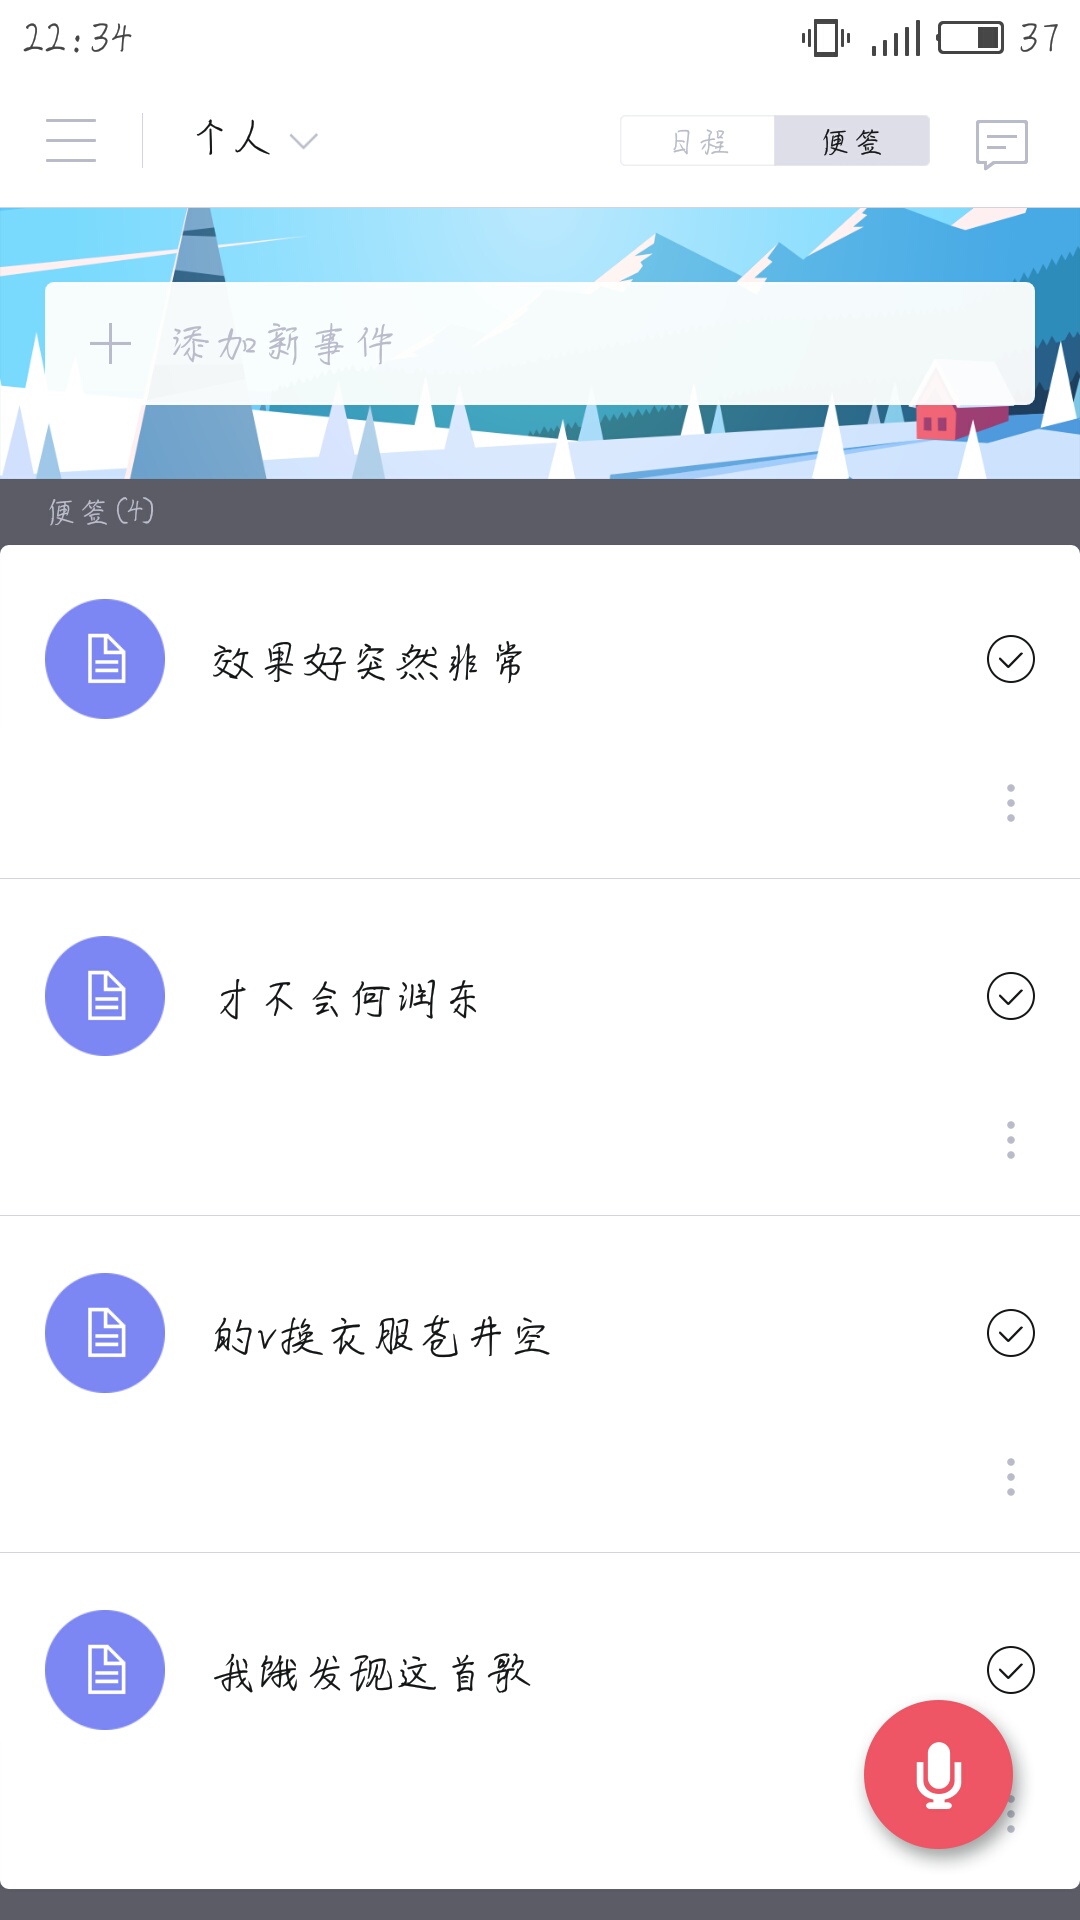 22:34 37
个人 日程 便签
添加新事件
便签(4)
效果好突然非常
才不会何润东
的v换衣服苍井空
我饿发现这首歌